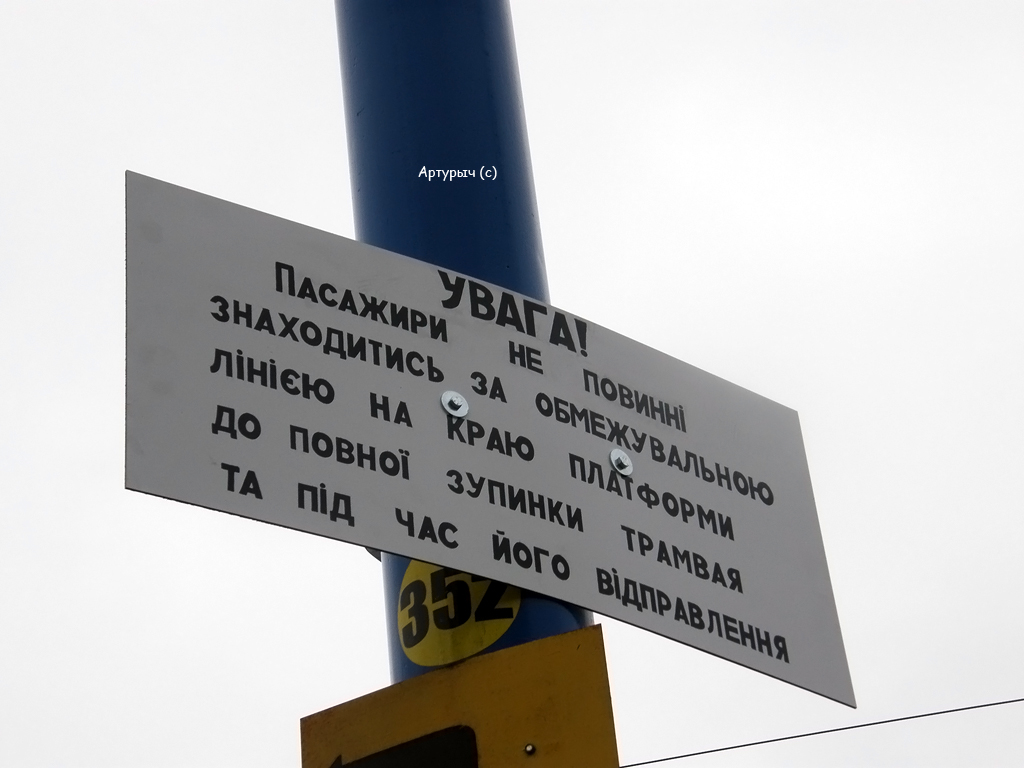 Артурыч (c)
УВАГА!
Пасажири не повинні
знаходитись за обмежувальною
лінією на краю платформи
до повної зупинки трамвая
та під час його відправлення
352